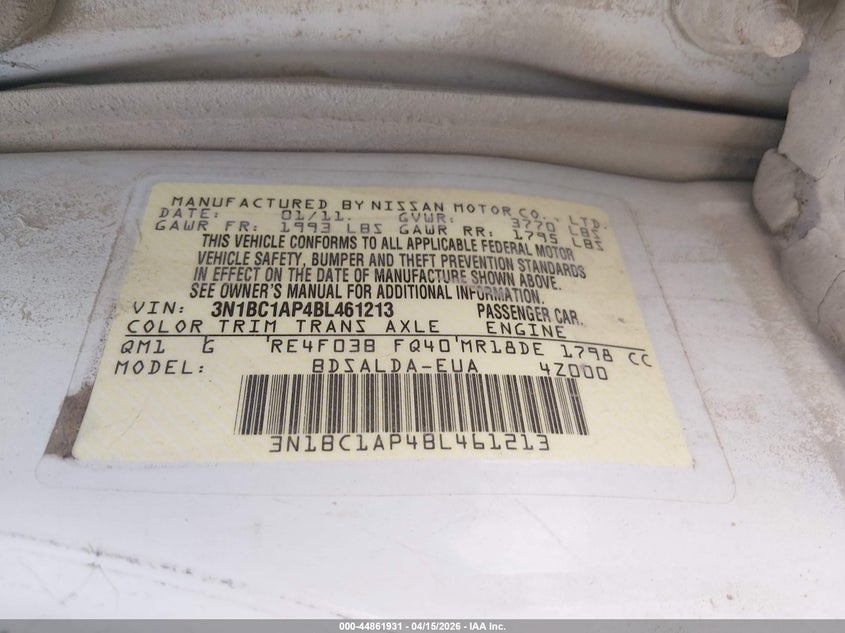 MANUFACTURED BY NISSAN MOTOR CO., LTD.
DATE: 01/11. GVWR: 3770 LBS
GAWR FR: 1993 LBS GAWR RR: 1795 LBS
THIS VEHICLE CONFORMS TO ALL APPLICABLE FEDERAL MOTOR
VEHICLE SAFETY, BUMPER AND THEFT PREVENTION STANDARDS
IN EFFECT ON THE DATE OF MANUFACTURE SHOWN ABOVE.
SEE OWNER'S MANUAL FOR ADDITIONAL INFORMATION.
VIN: 3N1BC1AP4BL461213 PASSENGER CAR
COLOR TRIM TRANS AXLE ENGINE
QM1 G RE4F03B FQ40 MR18DE 1798 CC
MODEL: BDSALDA-EUA 4Z000
3N1BC1AP4BL461213
000-44861931 - 04/15/2026 - IAA Inc.